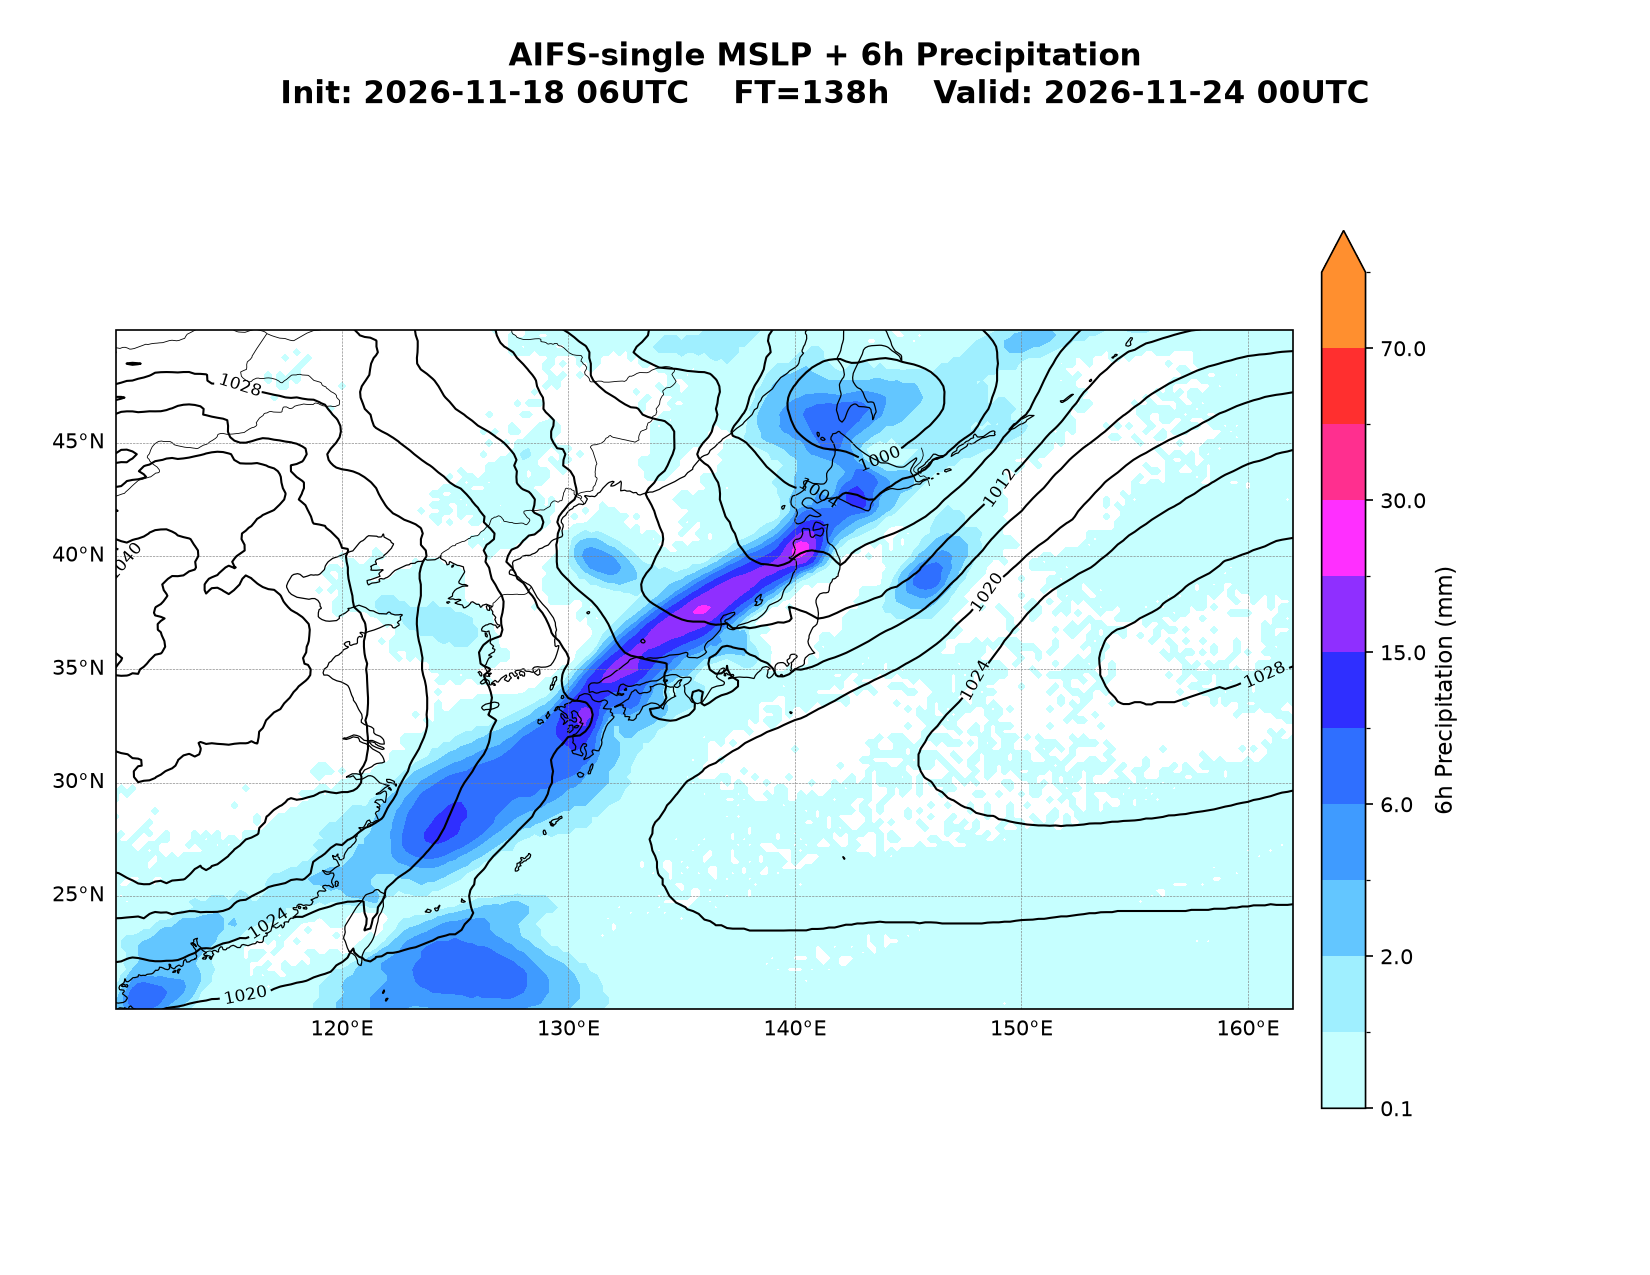 AIFS-single MSLP + 6h Precipitation
Init: 2026-11-18 06UTC    FT=138h    Valid: 2026-11-24 00UTC
1028
1040
1000
1004
1012
1020
1024
1028
1024
1020
45°N
40°N
35°N
30°N
25°N
120°E
130°E
140°E
150°E
160°E
70.0
30.0
15.0
6.0
2.0
0.1
6h Precipitation (mm)